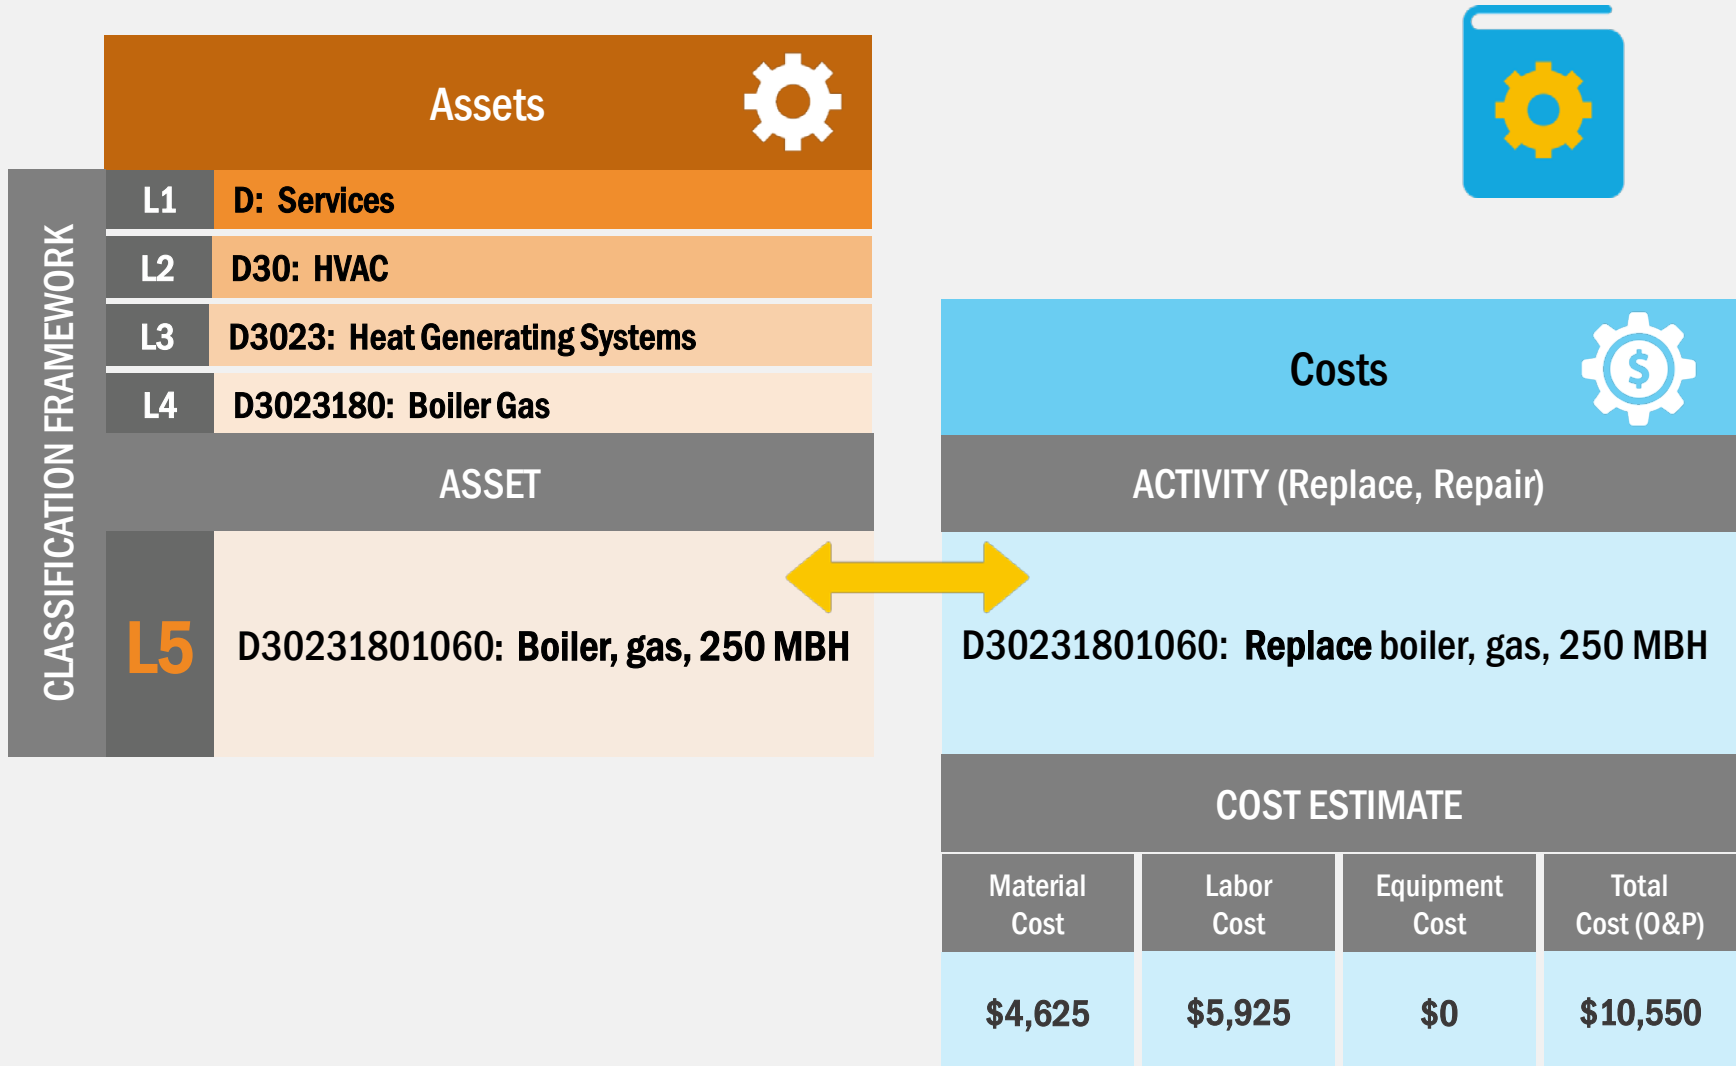 Assets
CLASSIFICATION FRAMEWORK
L1
D: Services
L2
D30: HVAC
L3
D3023: Heat Generating Systems
L4
D3023180: Boiler Gas
ASSET
L5
D30231801060: Boiler, gas, 250 MBH
Costs
$
ACTIVITY (Replace, Repair)
D30231801060: Replace boiler, gas, 250 MBH
COST ESTIMATE
Material
Cost
Labor
Cost
Equipment
Cost
Total
Cost (O&P)
$4,625
$5,925
$0
$10,550